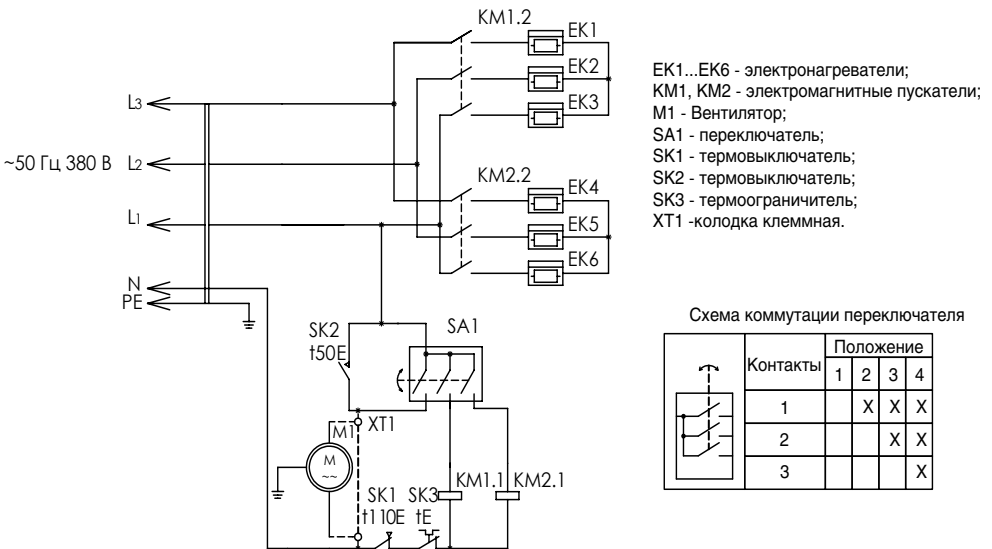 KM1.2
EK1
EK2
EK3
L3
~50 Гц 380 В L2
KM2.2
EK4
EK5
EK6
L1
N
PE
SK2
t50E
SA1
XT1
M1
M
~~
SK1
t110E
SK3
tE
KM1.1
KM2.1
EK1...EK6 - электронагреватели;
KM1, KM2 - электромагнитные пускатели;
M1 - Вентилятор;
SA1 - переключатель;
SK1 - термовыключатель;
SK2 - термовыключатель;
SK3 - термоограничитель;
XT1 -колодка клеммная.
Схема коммутации переключателя
Контакты Положение
1 2 3 4
1 X X X
2 X X
3 X